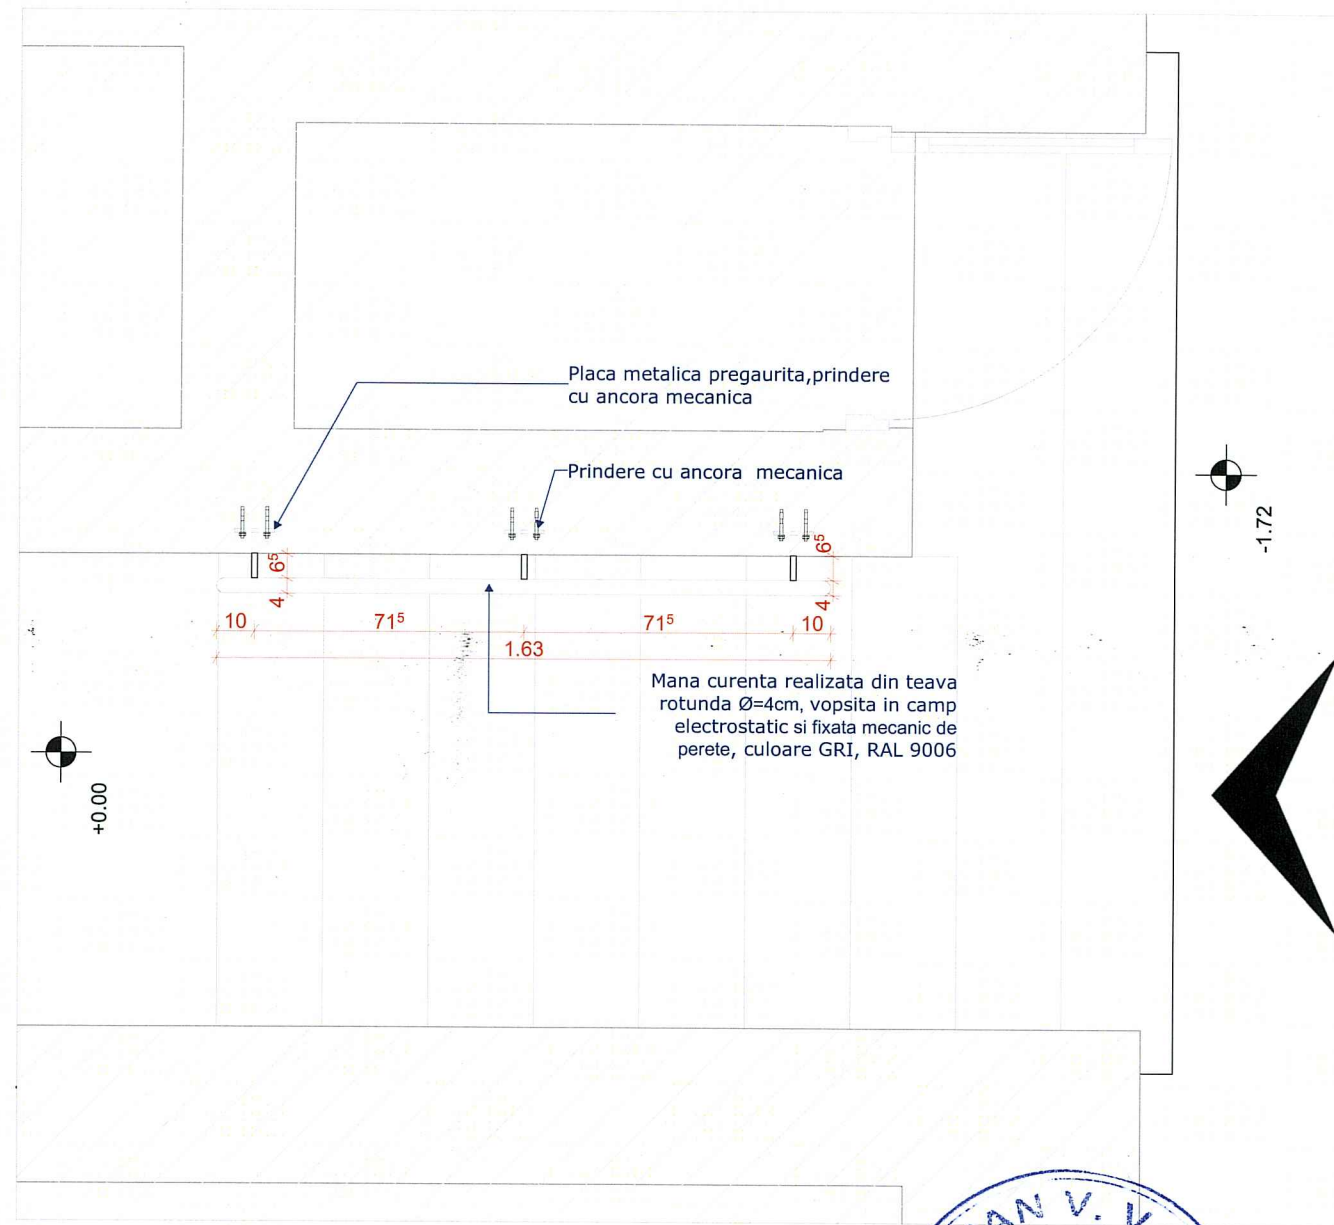 Placa metalica pregaurita,prindere
cu ancora mecanica
Prindere cu ancora mecanica
-1.72
6⁵
6⁵
4
4
10
71⁵
71⁵
10
1.63
Mana curenta realizata din teava
rotunda Ø=4cm, vopsita in camp
electrostatic si fixata mecanic de
perete, culoare GRI, RAL 9006
+0.00
V. V